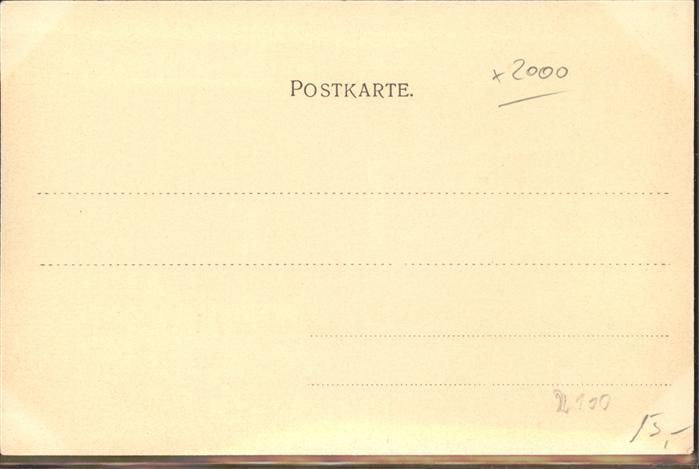 x 2000
POSTKARTE.
15,-